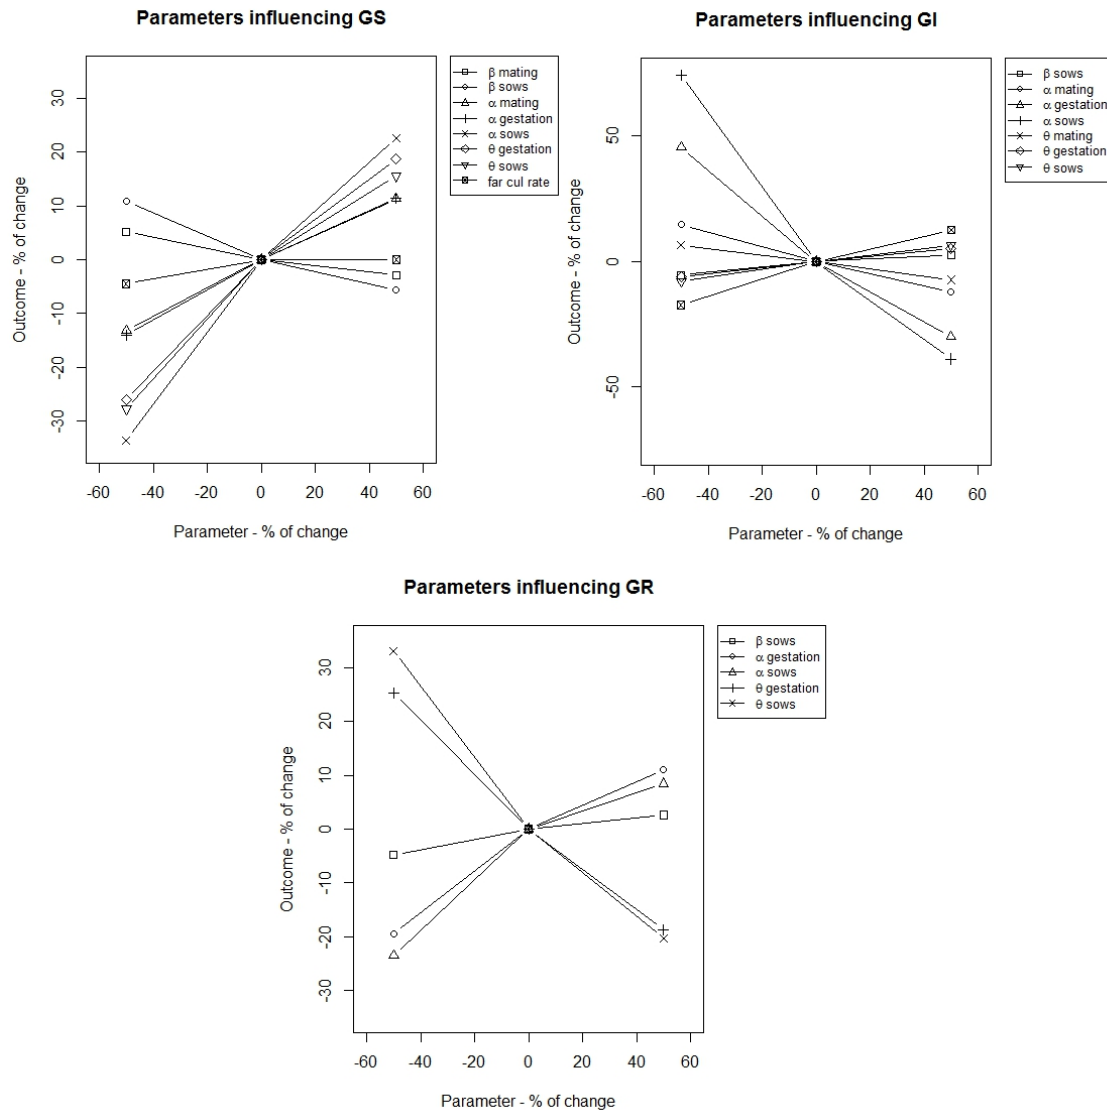 Parameters influencing GS
β mating
β sows
α mating
α gestation
α sows
θ gestation
θ sows
far cul rate
Outcome - % of change
30
20
10
0
-10
-20
-30
-60 -40 -20 0 20 40 60
Parameter - % of change
Parameters influencing GI
β sows
α mating
α gestation
α sows
θ mating
θ gestation
θ sows
Outcome - % of change
50
0
-50
-60 -40 -20 0 20 40 60
Parameter - % of change
Parameters influencing GR
β sows
α gestation
α sows
θ gestation
θ sows
Outcome - % of change
30
20
10
0
-10
-20
-30
-60 -40 -20 0 20 40 60
Parameter - % of change